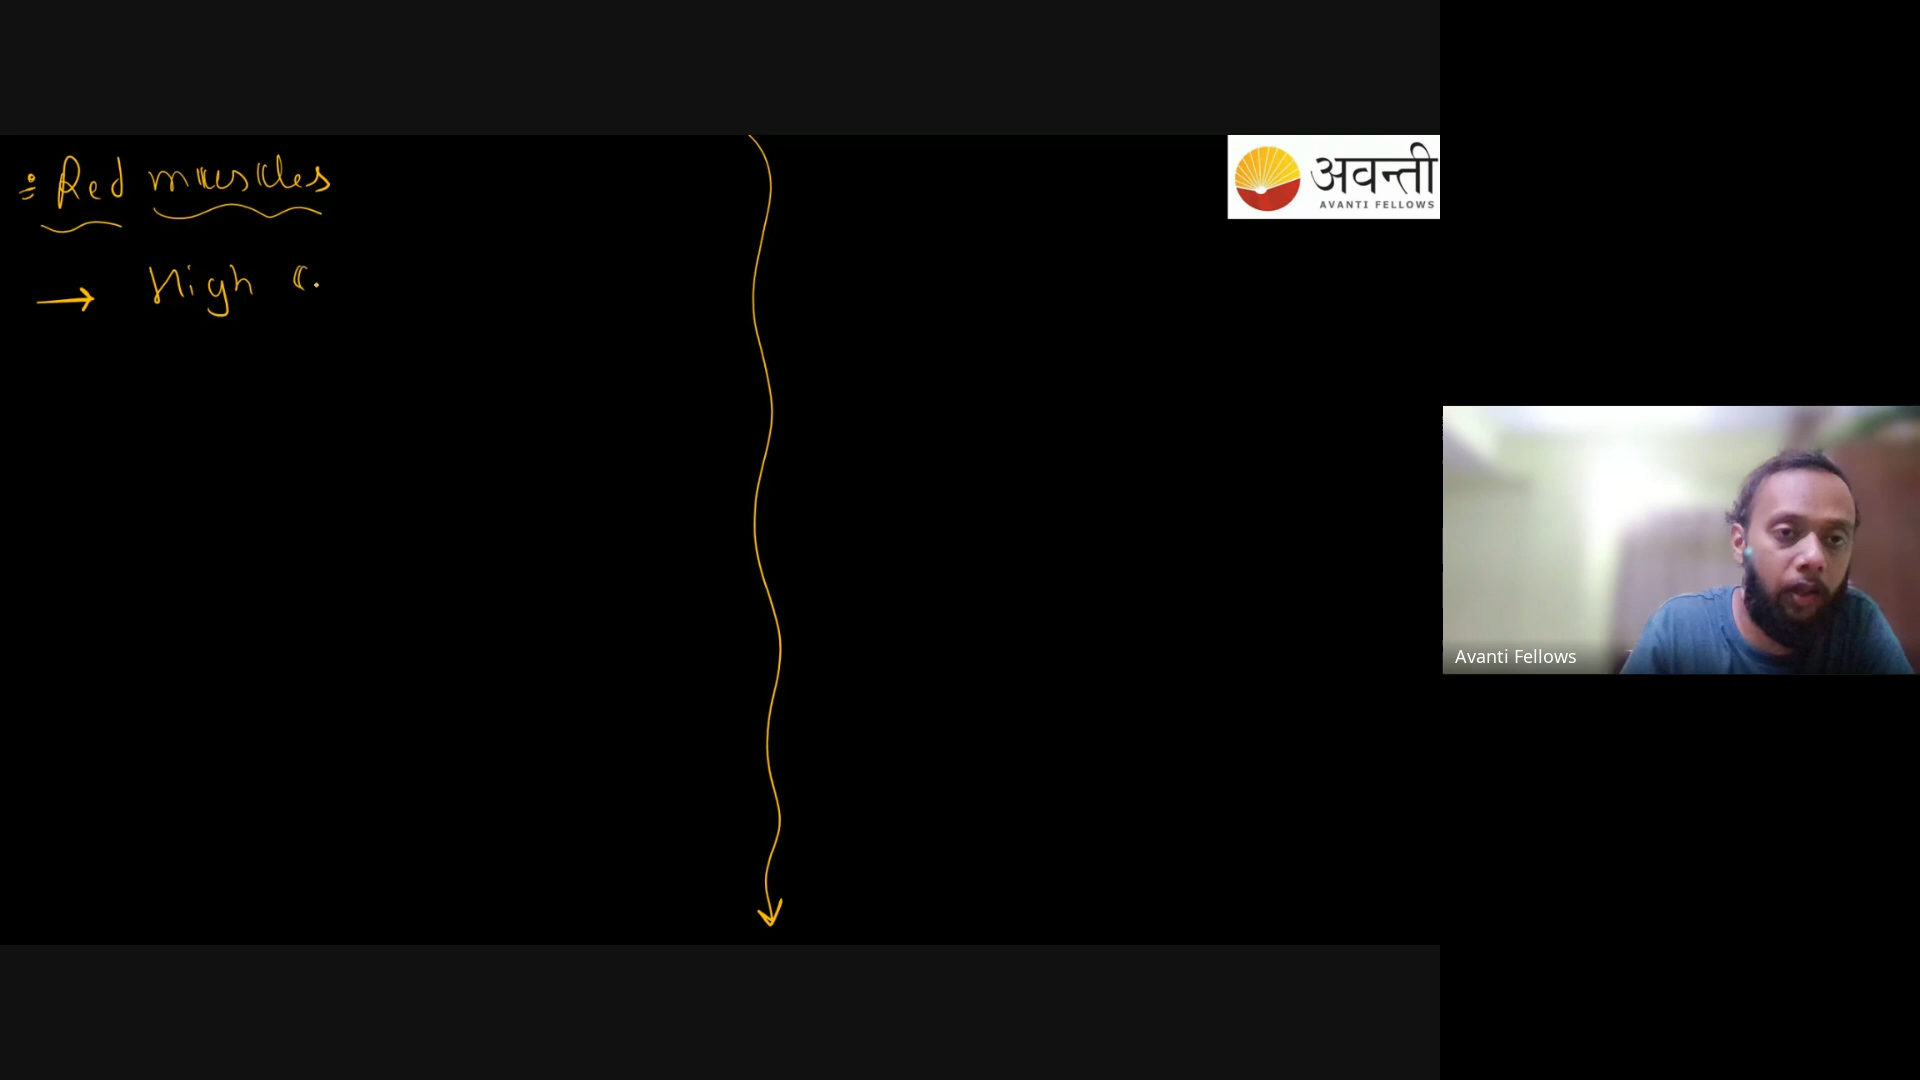 Red muscles
→ High c
अवन्ती
AVANTI FELLOWS
Avanti Fellows